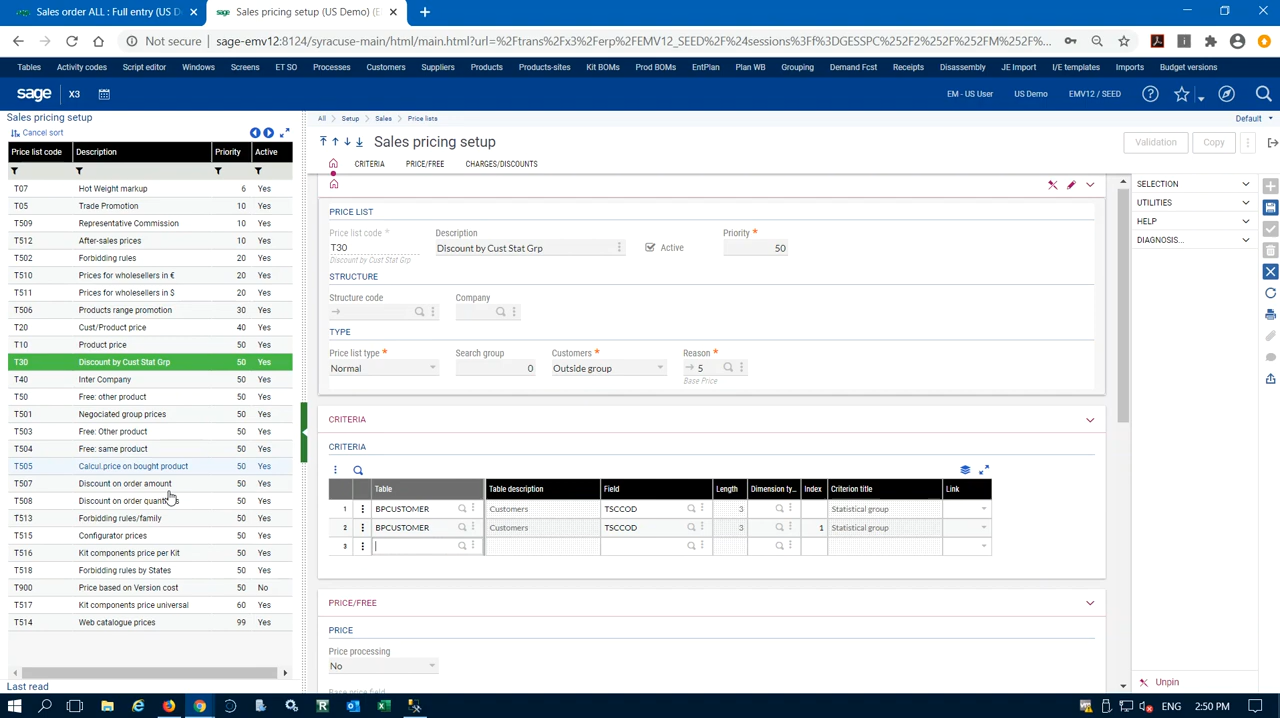 Sales order ALL : Full entry (US D
Sales pricing setup (US Demo) (E
Not secure
sage-emv12:8124/syracuse-main/html/main.html?url=%2Ftrans%2Fx3%2Ferp%2FEMV12_SEED%2F%24sessions%3Ff%3DGESSPC%252F2%252F%252FM%252F%...
Tables Activity codes Script editor Windows Screens ET SO Processes Customers Suppliers Products Products-sites Kit BOMs Prod BOMs EntPlan Plan WB Grouping Demand Fcst Receipts Disassembly JE Import I/E templates Imports Budget versions
sage X3 EM - US User US Demo EMV12 / SEED
Sales pricing setup
Cancel sort
All Setup Sales Price lists
Default
Sales pricing setup
Validation Copy
Price list code Description Priority Active
T07 Hot Weight markup 6 Yes
T05 Trade Promotion 10 Yes
T509 Representative Commission 10 Yes
T512 After-sales prices 10 Yes
T502 Forbidding rules 20 Yes
T510 Prices for wholesellers in € 20 Yes
T511 Prices for wholesellers in $ 20 Yes
T506 Products range promotion 30 Yes
T20 Cust/Product price 40 Yes
T10 Product price 50 Yes
T30 Discount by Cust Stat Grp 50 Yes
T40 Inter Company 50 Yes
T50 Free: other product 50 Yes
T501 Negociated group prices 50 Yes
T503 Free: Other product 50 Yes
T504 Free: same product 50 Yes
T505 Calcul.price on bought product 50 Yes
T507 Discount on order amount 50 Yes
T508 Discount on order 50 Yes
T513 Forbidding rules/family 50 Yes
T515 Configurator prices 50 Yes
T516 Kit components price per Kit 50 Yes
T518 Forbidding rules by States 50 Yes
T900 Price based on Version cost 50 No
T517 Kit components price universal 60 Yes
T514 Web catalogue prices 99 Yes
Last read
CRITERIA PRICE/FREE CHARGES/DISCOUNTS
PRICE LIST
Price list code * Description Priority *
T30 Discount by Cust Stat Grp Active 50
Discount by Cust Stat Grp
STRUCTURE
Structure code Company
TYPE
Price list type * Search group Customers * Reason *
Normal 0 Outside group 5
Base Price
CRITERIA
CRITERIA
Table Table description Field Length Dimension ty... Index Criterion title Link
1 BPCUSTOMER Customers TSCCOD 3 Statistical group
2 BPCUSTOMER Customers TSCCOD 3 1 Statistical group
3
PRICE/FREE
PRICE
Price processing
No
Base price field
SELECTION
UTILITIES
HELP
DIAGNOSIS...
Unpin
ENG 2:50 PM